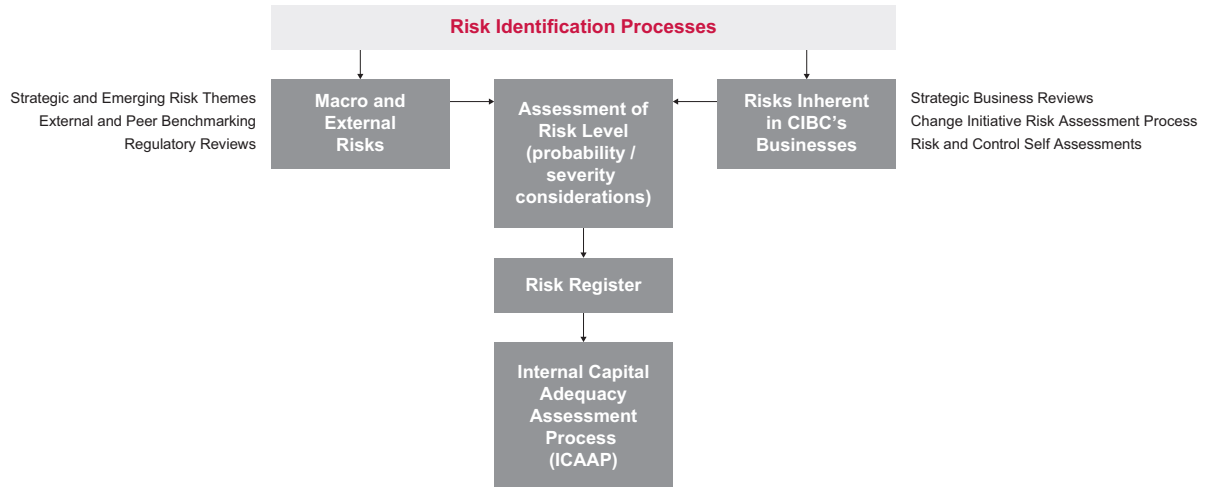 Risk Identification Processes
Strategic and Emerging Risk Themes
External and Peer Benchmarking
Regulatory Reviews
Macro and
External
Risks
Assessment of
Risk Level
(probability /
severity
considerations)
Risks Inherent
in CIBC's
Businesses
Strategic Business Reviews
Change Initiative Risk Assessment Process
Risk and Control Self Assessments
Risk Register
Internal Capital
Adequacy
Assessment
Process
(ICAAP)